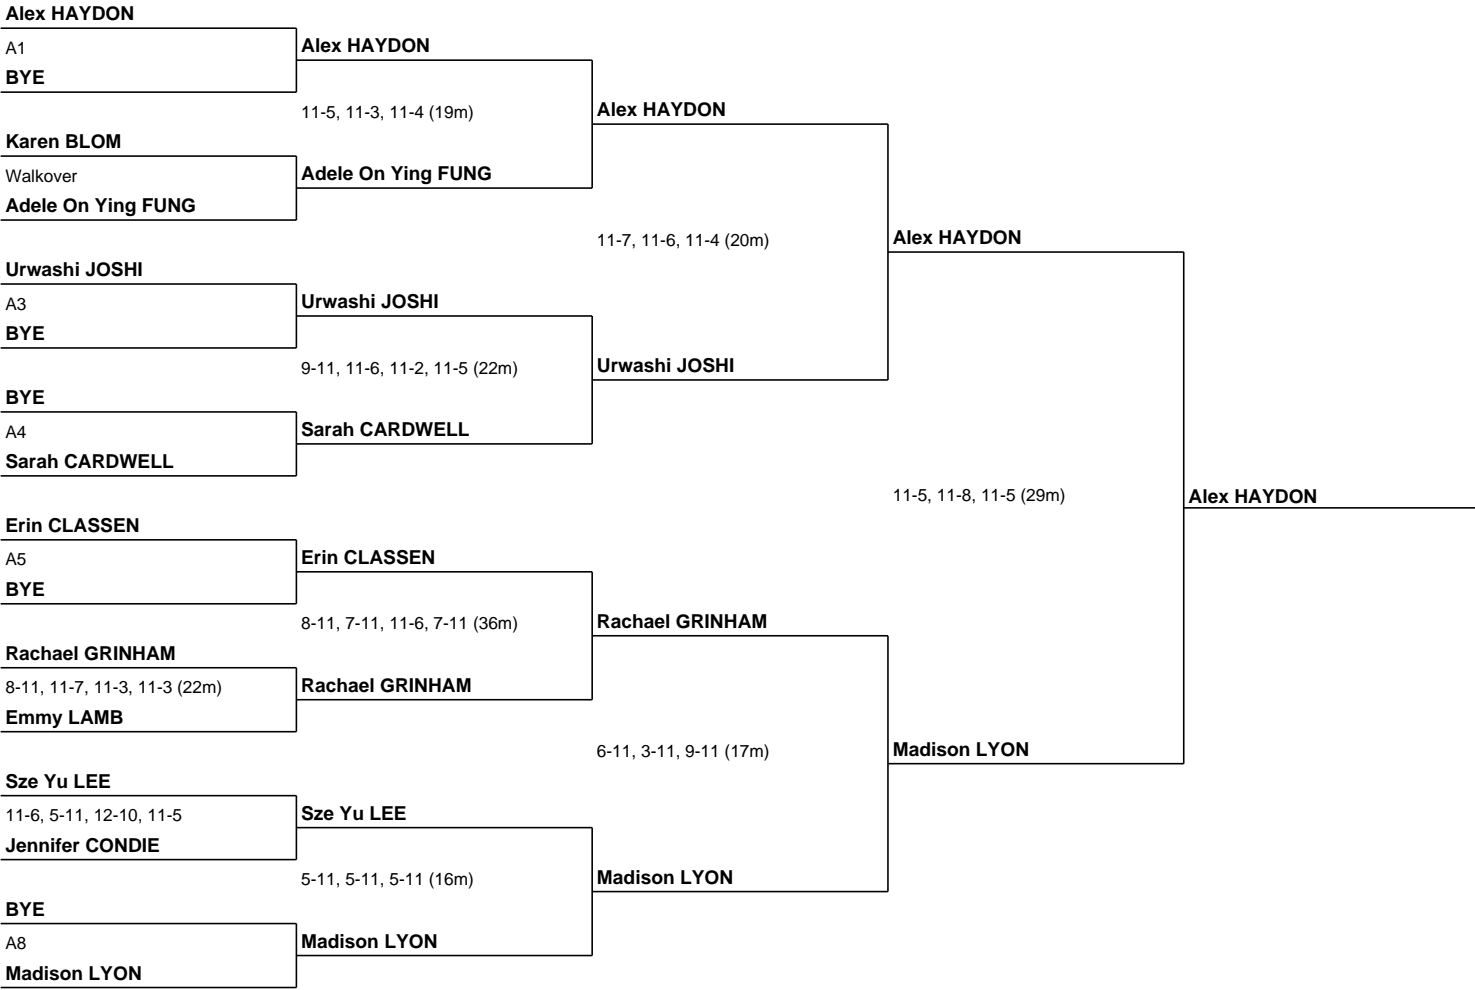 Alex HAYDON
A1
BYE
Karen BLOM
Walkover
Adele On Ying FUNG
Urwashi JOSHI
A3
BYE
BYE
A4
Sarah CARDWELL
Erin CLASSEN
A5
BYE
Rachael GRINHAM
8-11, 11-7, 11-3, 11-3 (22m)
Emmy LAMB
Sze Yu LEE
11-6, 5-11, 12-10, 11-5
Jennifer CONDIE
BYE
A8
Madison LYON
Alex HAYDON
11-5, 11-3, 11-4 (19m)
Adele On Ying FUNG
Urwashi JOSHI
9-11, 11-6, 11-2, 11-5 (22m)
Sarah CARDWELL
Erin CLASSEN
8-11, 7-11, 11-6, 7-11 (36m)
Rachael GRINHAM
Sze Yu LEE
5-11, 5-11, 5-11 (16m)
Madison LYON
Alex HAYDON
11-7, 11-6, 11-4 (20m)
Urwashi JOSHI
Rachael GRINHAM
6-11, 3-11, 9-11 (17m)
Madison LYON
Alex HAYDON
11-5, 11-8, 11-5 (29m)
Madison LYON
Alex HAYDON